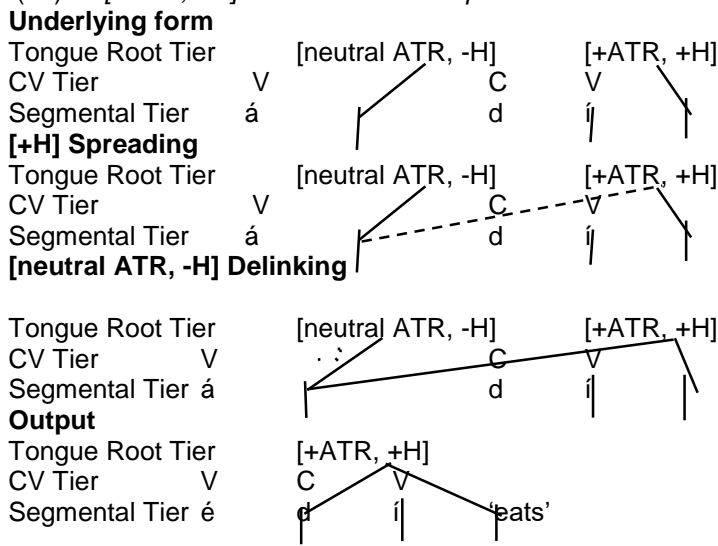 Underlying form
Tongue Root Tier [neutral ATR, -H] [+ATR, +H]
CV Tier V C V
Segmental Tier á d í
[+H] Spreading
Tongue Root Tier [neutral ATR, -H] [+ATR, +H]
CV Tier V C V
Segmental Tier á d í
[neutral ATR, -H] Delinking
Tongue Root Tier [neutral ATR, -H] [+ATR, +H]
CV Tier V C V
Segmental Tier á d í
Output
Tongue Root Tier [+ATR, +H]
CV Tier V C V
Segmental Tier é d í ‘eats’